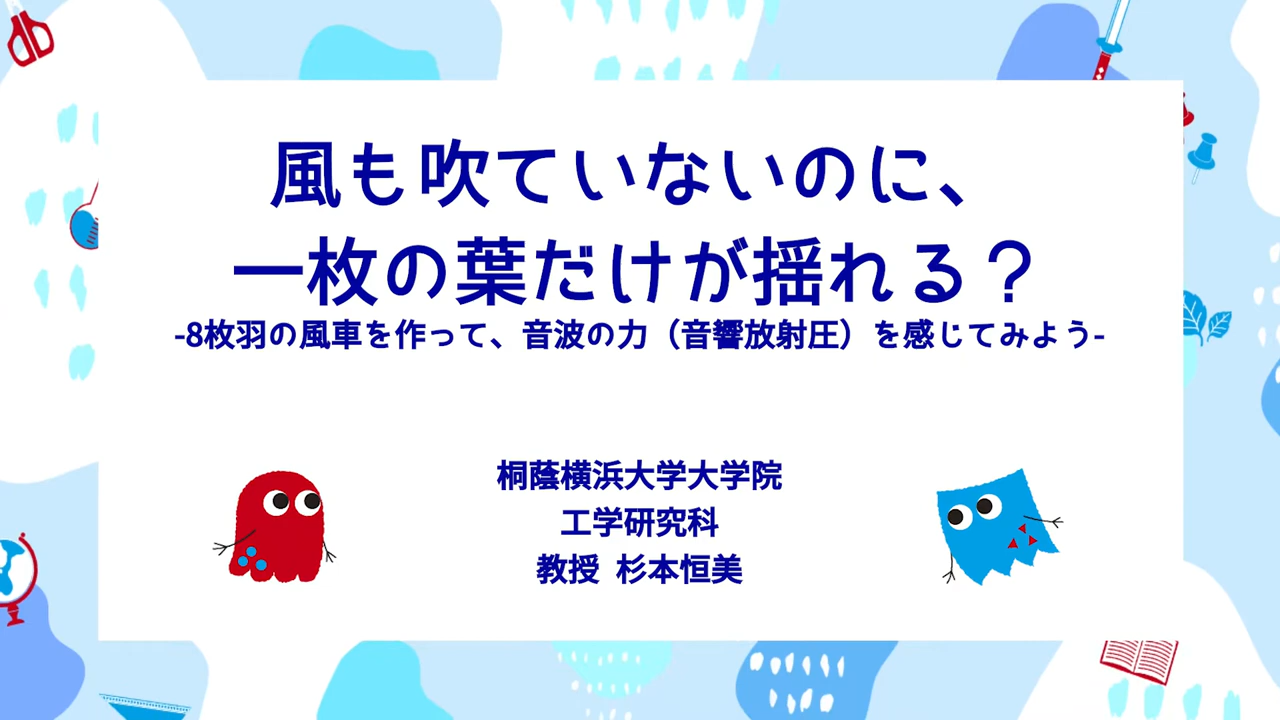 風も吹ていないのに、
一枚の葉だけが揺れる？
-8枚羽の風車を作って、音波の力（音響放射圧）を感じてみよう-
桐蔭横浜大学大学院
工学研究科
教授 杉本恒美